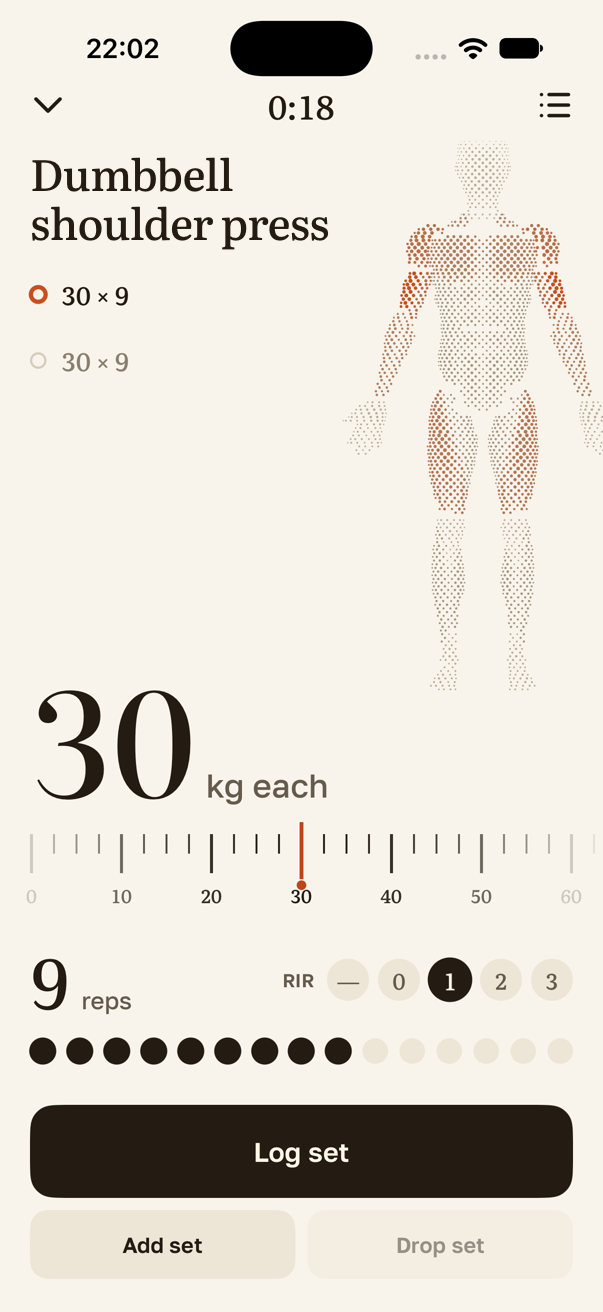 22:02
0:18
Dumbbell
shoulder press
30 × 9
30 × 9
30 kg each
0 10 20 30 40 50 60
9 reps
RIR — 0 1 2 3
Log set
Add set Drop set